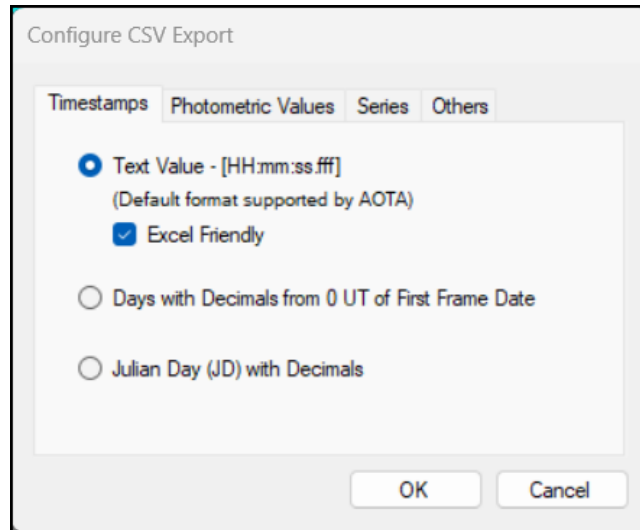 Configure CSV Export
Timestamps Photometric Values Series Others
Text Value - [HH:mm:ss.fff]
(Default format supported by AOTA)
Excel Friendly
Days with Decimals from 0 UT of First Frame Date
Julian Day (JD) with Decimals
OK Cancel